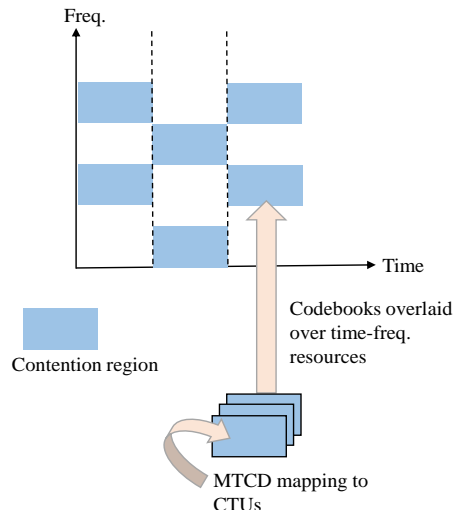 Freq.
Time
Codebooks overlaid
over time-freq.
resources
Contention region
MTCD mapping to
CTUs